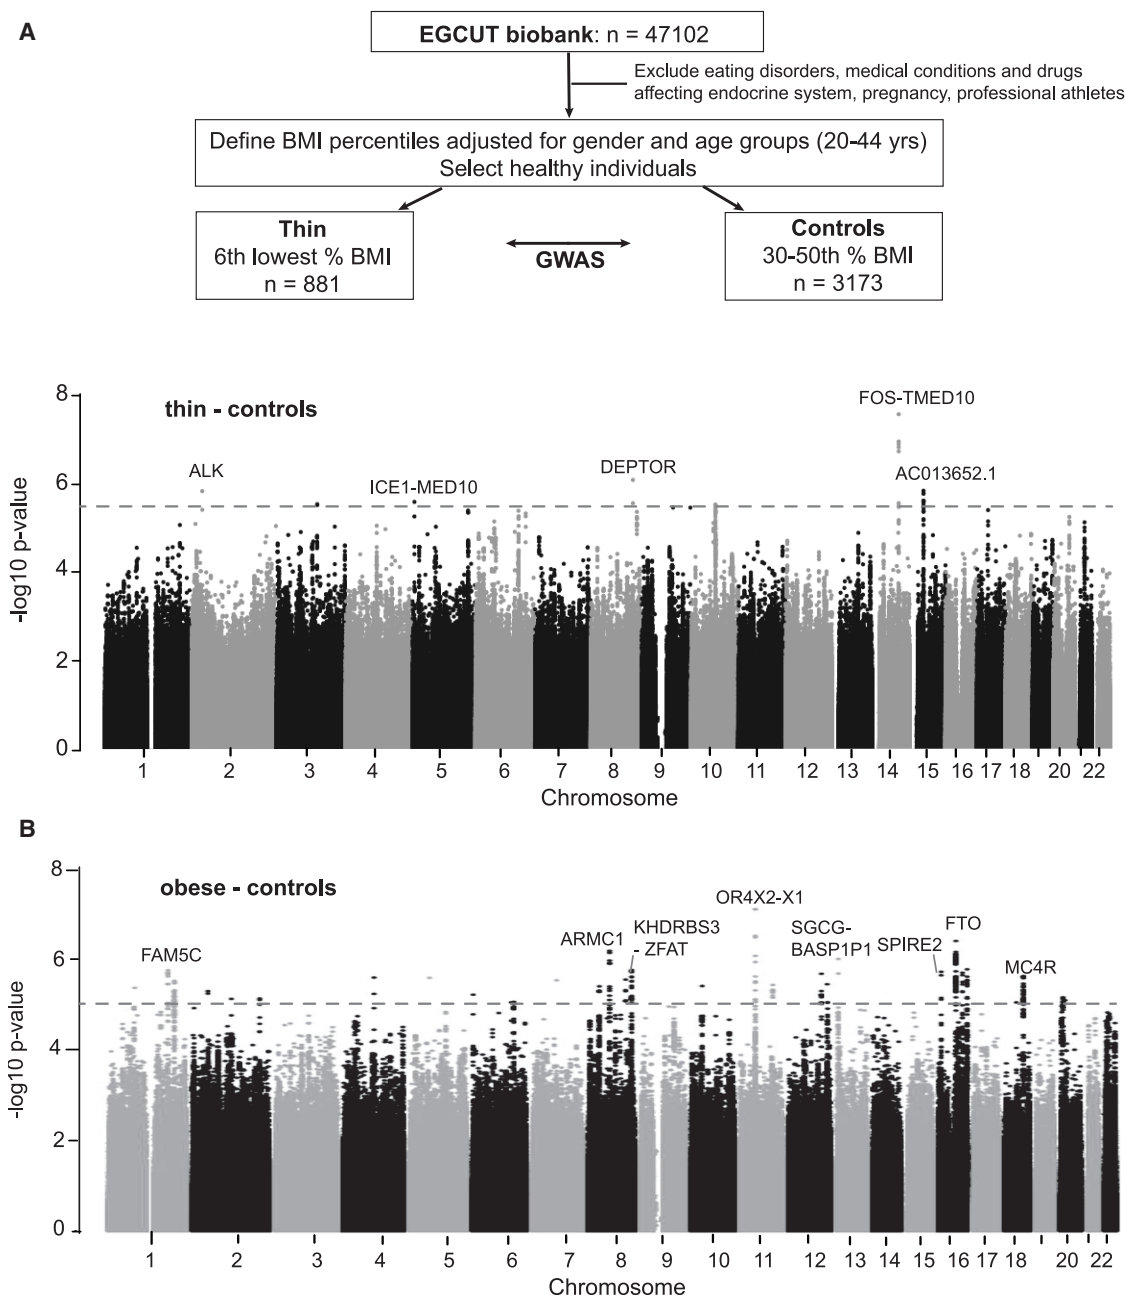 A
EGCUT biobank: n = 47102
Exclude eating disorders, medical conditions and drugs
affecting endocrine system, pregnancy, professional athletes
Define BMI percentiles adjusted for gender and age groups (20-44 yrs)
Select healthy individuals
Thin
6th lowest % BMI
n = 881
GWAS
Controls
30-50th % BMI
n = 3173
thin - controls
8
6
4
2
0
-log10 p-value
ALK
ICE1-MED10
DEPTOR
FOS-TMED10
AC013652.1
1 2 3 4 5 6 7 8 9 10 11 12 13 14 15 16 17 18 20 22
Chromosome
B
obese - controls
8
6
4
2
0
-log10 p-value
FAM5C
ARMC1
KHDRBS3
- ZFAT
OR4X2-X1
SGCG-
BASP1P1
SPIRE2
FTO
MC4R
1 2 3 4 5 6 7 8 9 10 11 12 13 14 15 16 17 18 20 22
Chromosome